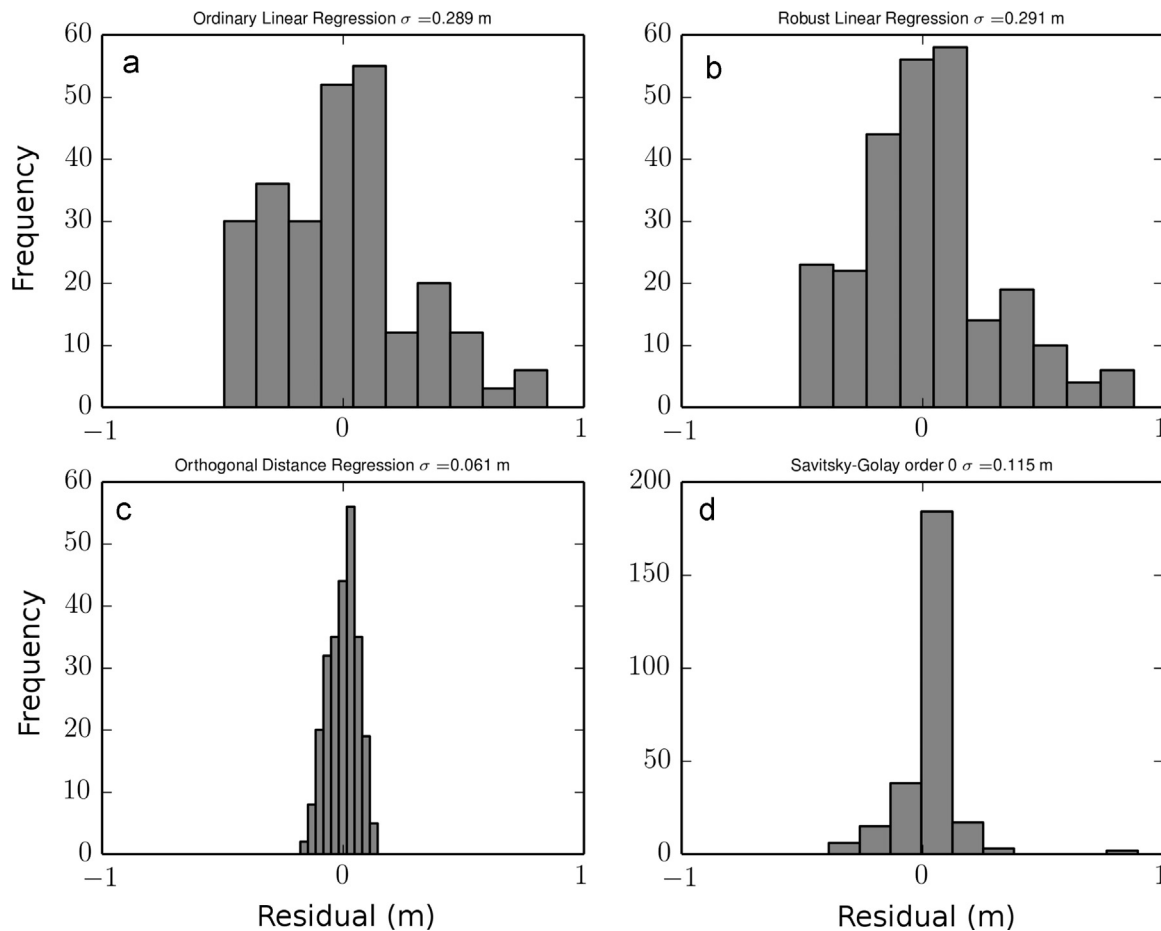 Ordinary Linear Regression σ =0.289 m
Robust Linear Regression σ =0.291 m
a
b
60
50
40
30
20
10
0
60
50
40
30
20
10
0
Frequency
−1 0 1
−1 0 1
Orthogonal Distance Regression σ =0.061 m
Savitsky-Golay order 0 σ =0.115 m
c
d
60
50
40
30
20
10
0
200
150
100
50
0
Frequency
−1 0 1
−1 0 1
Residual (m)
Residual (m)